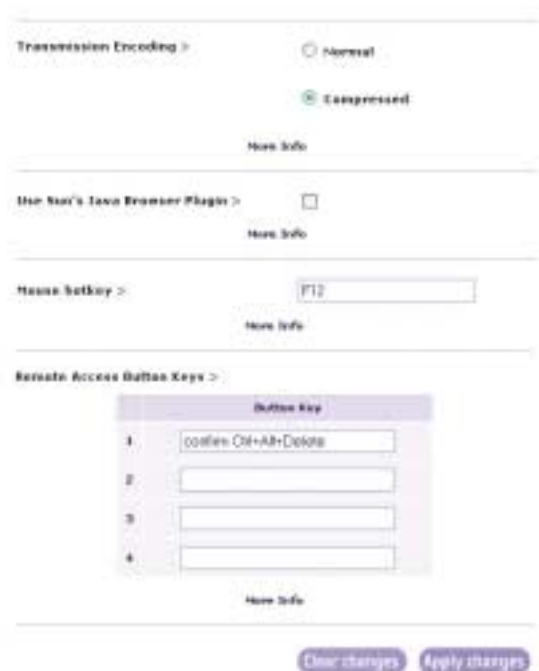 Transmission Encoding >
Normal
Compressed
More Info
Use Sun's Java Browser Plugin >
More Info
Mouse hotkey >
F12
More Info
Remote Access Button Keys >
Button Key
1
confirm Ctrl+Alt+Delete
2
3
4
More Info
Clear changes
Apply changes